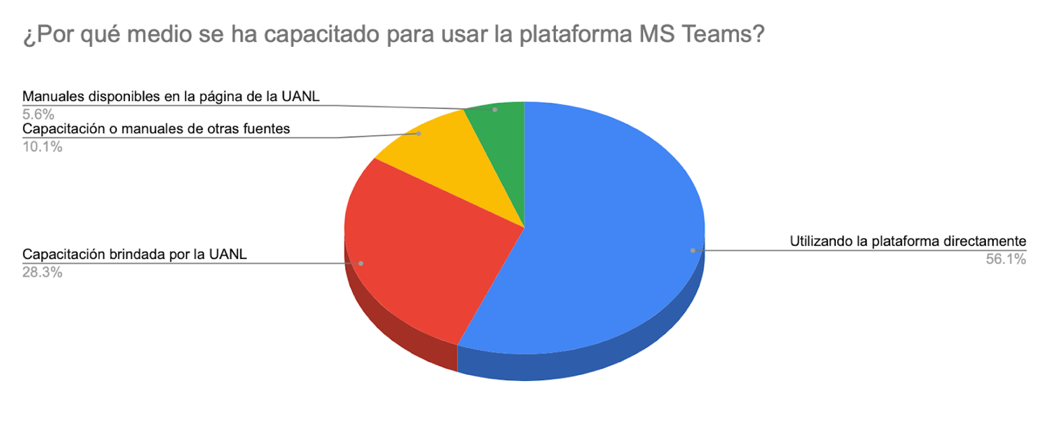 ¿Por qué medio se ha capacitado para usar la plataforma MS Teams?
Manuales disponibles en la página de la UANL
5.6%
Capacitación o manuales de otras fuentes
10.1%
Capacitación brindada por la UANL
28.3%
Utilizando la plataforma directamente
56.1%